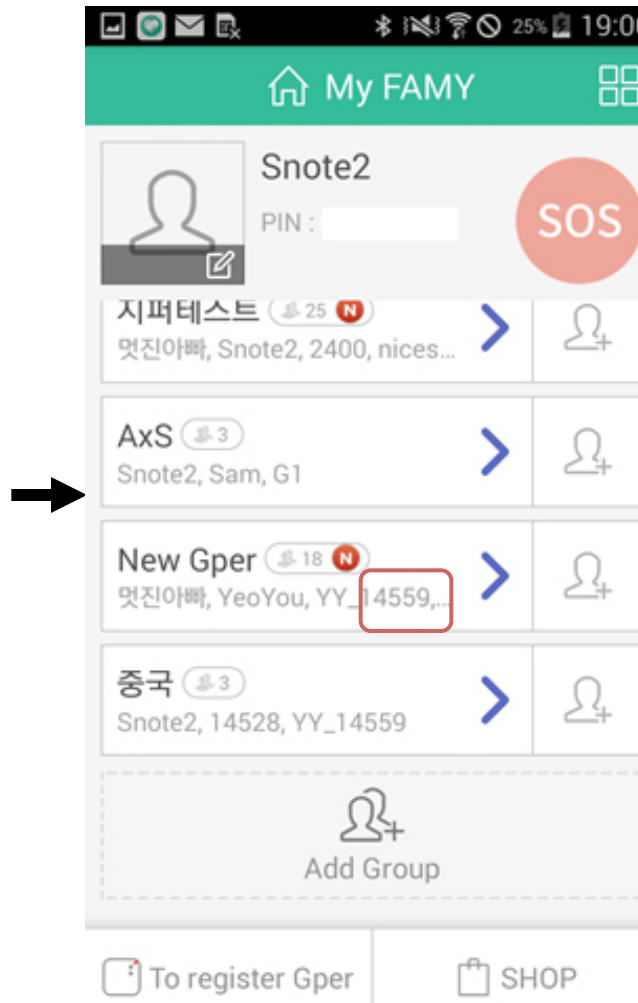 25% 19:00
My FAMY
Snote2
PIN :
SOS
지퍼테스트 25 N
멋진아빠, Snote2, 2400, nices...
AxS 3
Snote2, Sam, G1
New Gper 18 N
멋진아빠, YeoYou, YY_14559,...
중국 3
Snote2, 14528, YY_14559
Add Group
To register Gper
SHOP